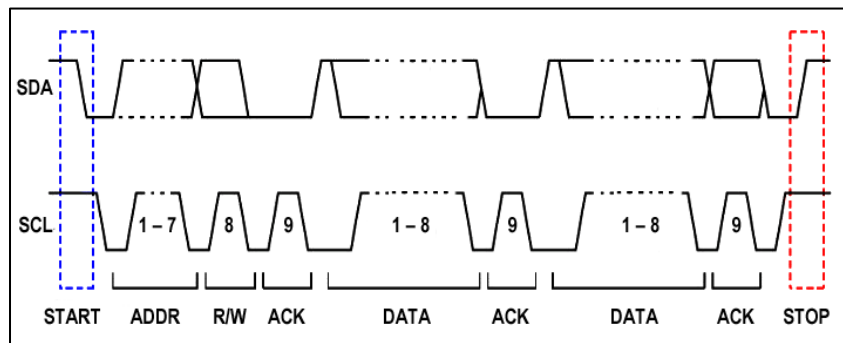 SDA
SCL
1 – 7 8 9 1 – 8 9 1 – 8 9
START ADDR R/W ACK DATA ACK DATA ACK STOP